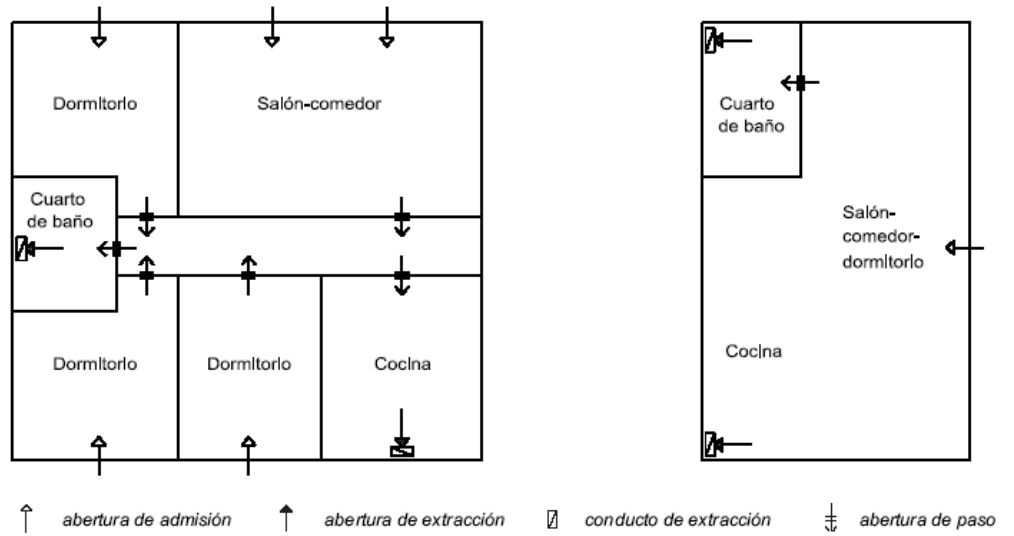 Dormitorio
Salón-comedor
Cuarto
de baño
Dormitorio
Dormitorio
Cocina
Cuarto
de baño
Salón-
comedor-
dormitorio
Cocina
abertura de admisión
abertura de extracción
conducto de extracción
abertura de paso